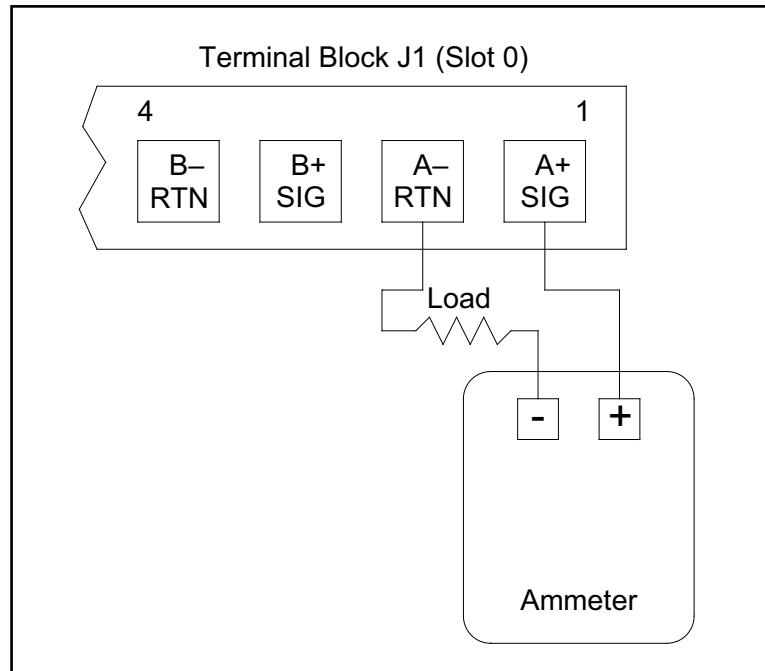 Terminal Block J1 (Slot 0)
4
1
B–
RTN
B+
SIG
A–
RTN
A+
SIG
Load
-
+
Ammeter